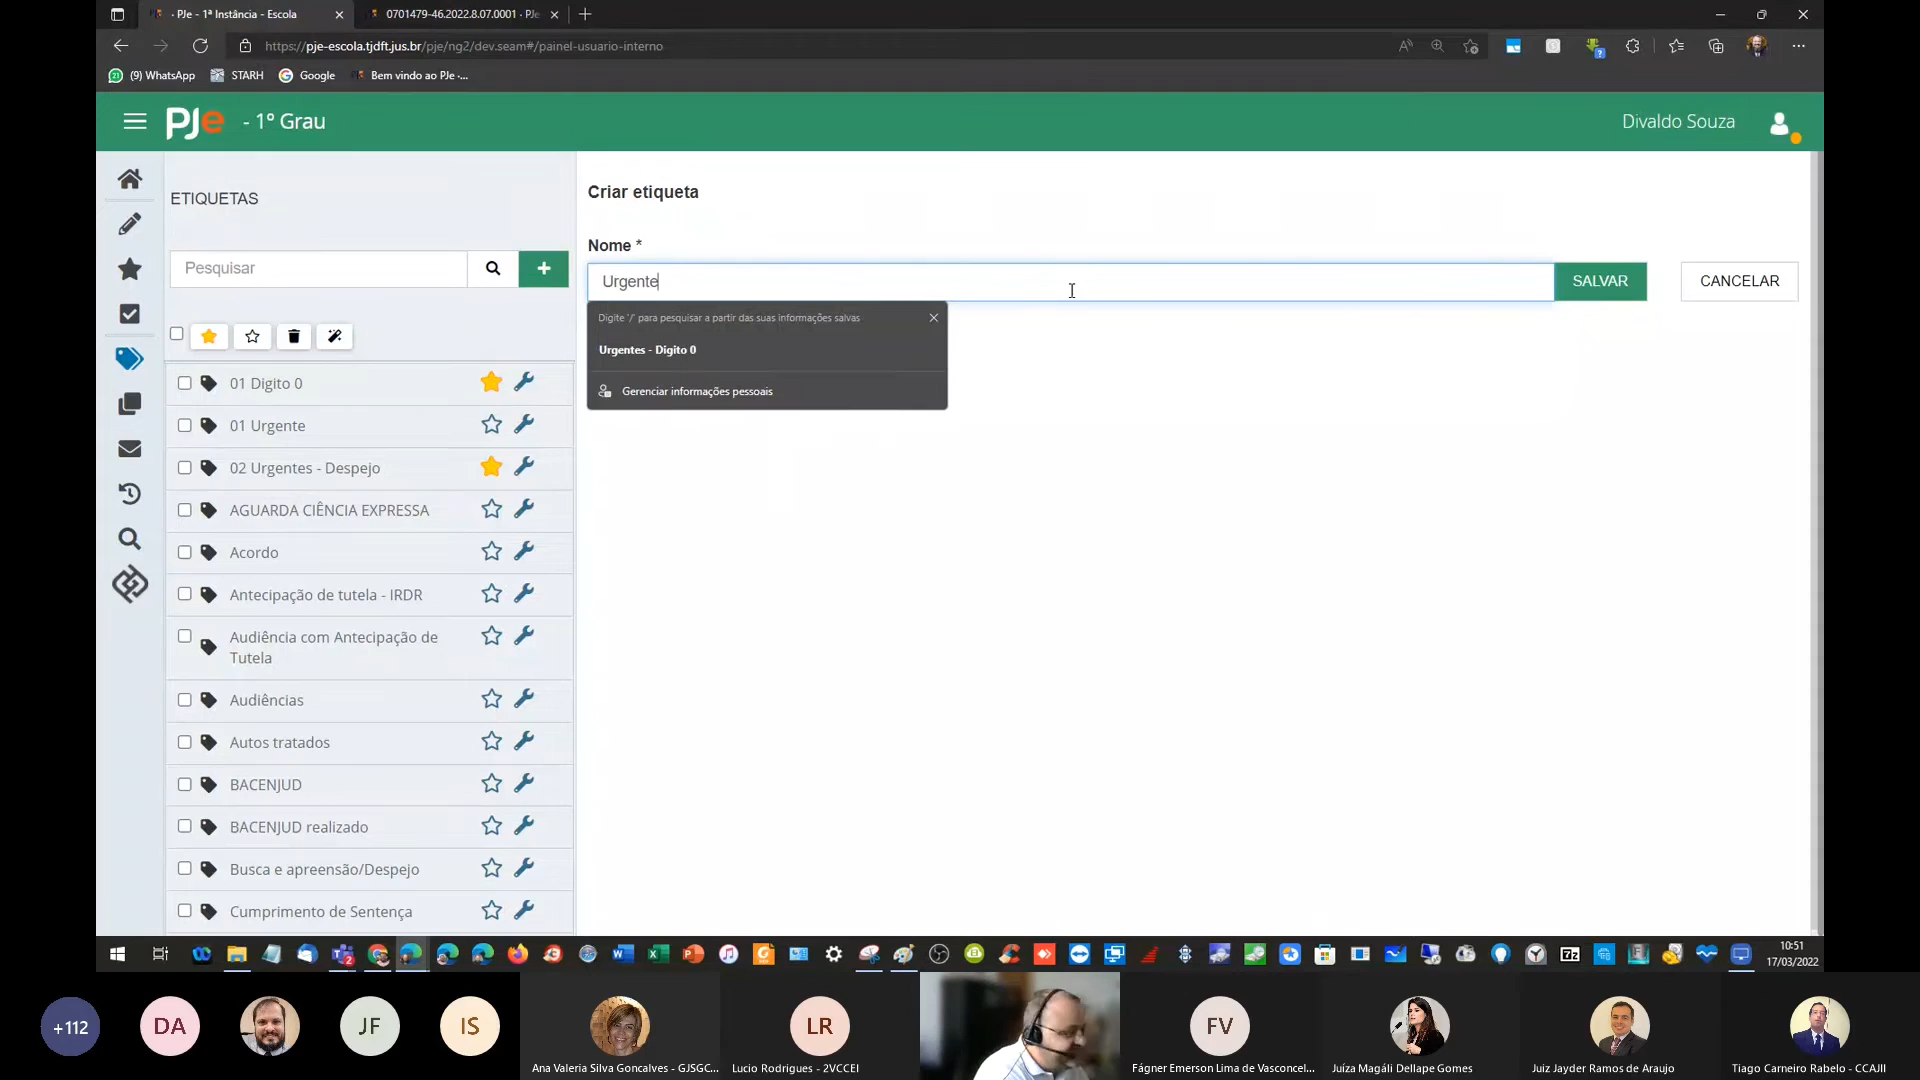 · PJe - 1ª Instância - Escola
0701479-46.2022.8.07.0001 · PJe
https://pje-escola.tjdft.jus.br/pje/ng2/dev.seam#/painel-usuario-interno
(9) WhatsApp
STARH
Google
Bem vindo ao PJe -...
PJe - 1º Grau
Divaldo Souza
ETIQUETAS
Pesquisar
01 Digito 0
01 Urgente
02 Urgentes - Despejo
AGUARDA CIÊNCIA EXPRESSA
Acordo
Antecipação de tutela - IRDR
Audiência com Antecipação de
Tutela
Audiências
Autos tratados
BACENJUD
BACENJUD realizado
Busca e apreensão/Despejo
Cumprimento de Sentença
Criar etiqueta
Nome *
Urgente
SALVAR
CANCELAR
Digite '/' para pesquisar a partir das suas informações salvas
Urgentes - Digito 0
Gerenciar informações pessoais
10:51
17/03/2022
+112
DA
JF
IS
Ana Valeria Silva Goncalves - GJSGC...
LR
Lucio Rodrigues - 2VCCEI
FV
Fágner Emerson Lima de Vasconcel...
Juíza Magáli Dellape Gomes
Juiz Jayder Ramos de Araujo
Tiago Carneiro Rabelo - CCAJII